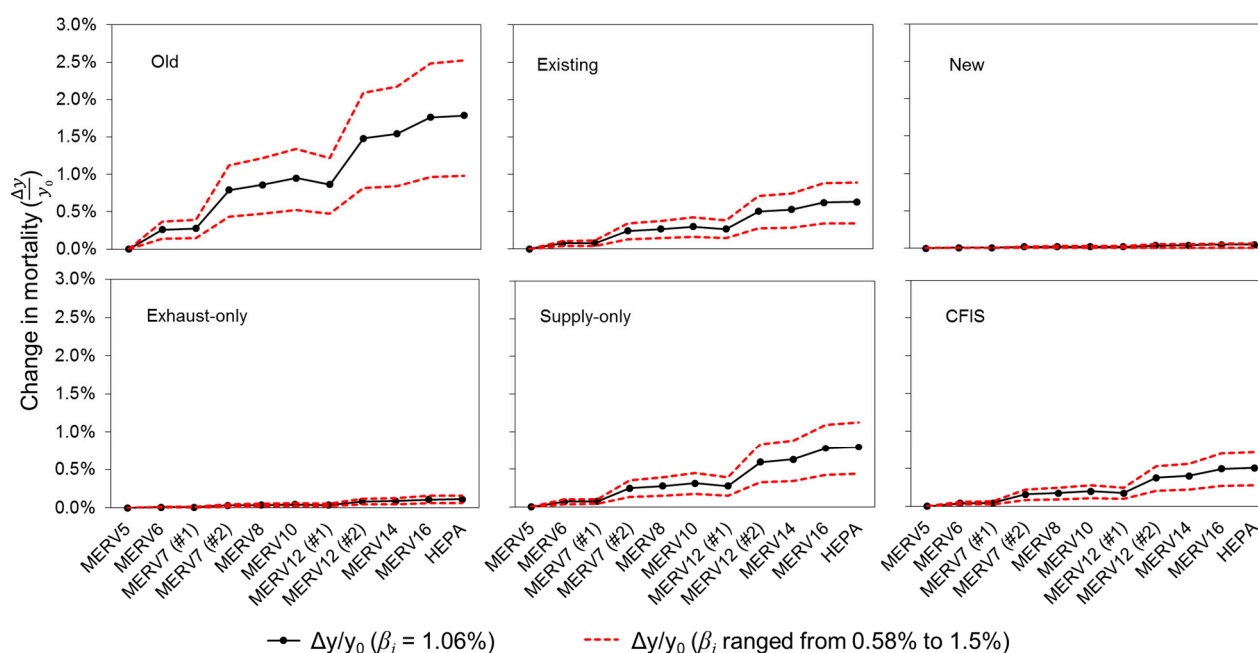 Change in mortality (Δy/y₀)
3.0%
2.5%
2.0%
1.5%
1.0%
0.5%
0.0%
Old
Existing
New
3.0%
2.5%
2.0%
1.5%
1.0%
0.5%
0.0%
Exhaust-only
Supply-only
CFIS
MERV5
MERV6
MERV7 (#1)
MERV7 (#2)
MERV8
MERV10
MERV12 (#1)
MERV12 (#2)
MERV14
MERV16
HEPA
MERV5
MERV6
MERV7 (#1)
MERV7 (#2)
MERV8
MERV10
MERV12 (#1)
MERV12 (#2)
MERV14
MERV16
HEPA
MERV5
MERV6
MERV7 (#1)
MERV7 (#2)
MERV8
MERV10
MERV12 (#1)
MERV12 (#2)
MERV14
MERV16
HEPA
Δy/y₀ (βᵢ = 1.06%)
Δy/y₀ (βᵢ ranged from 0.58% to 1.5%)